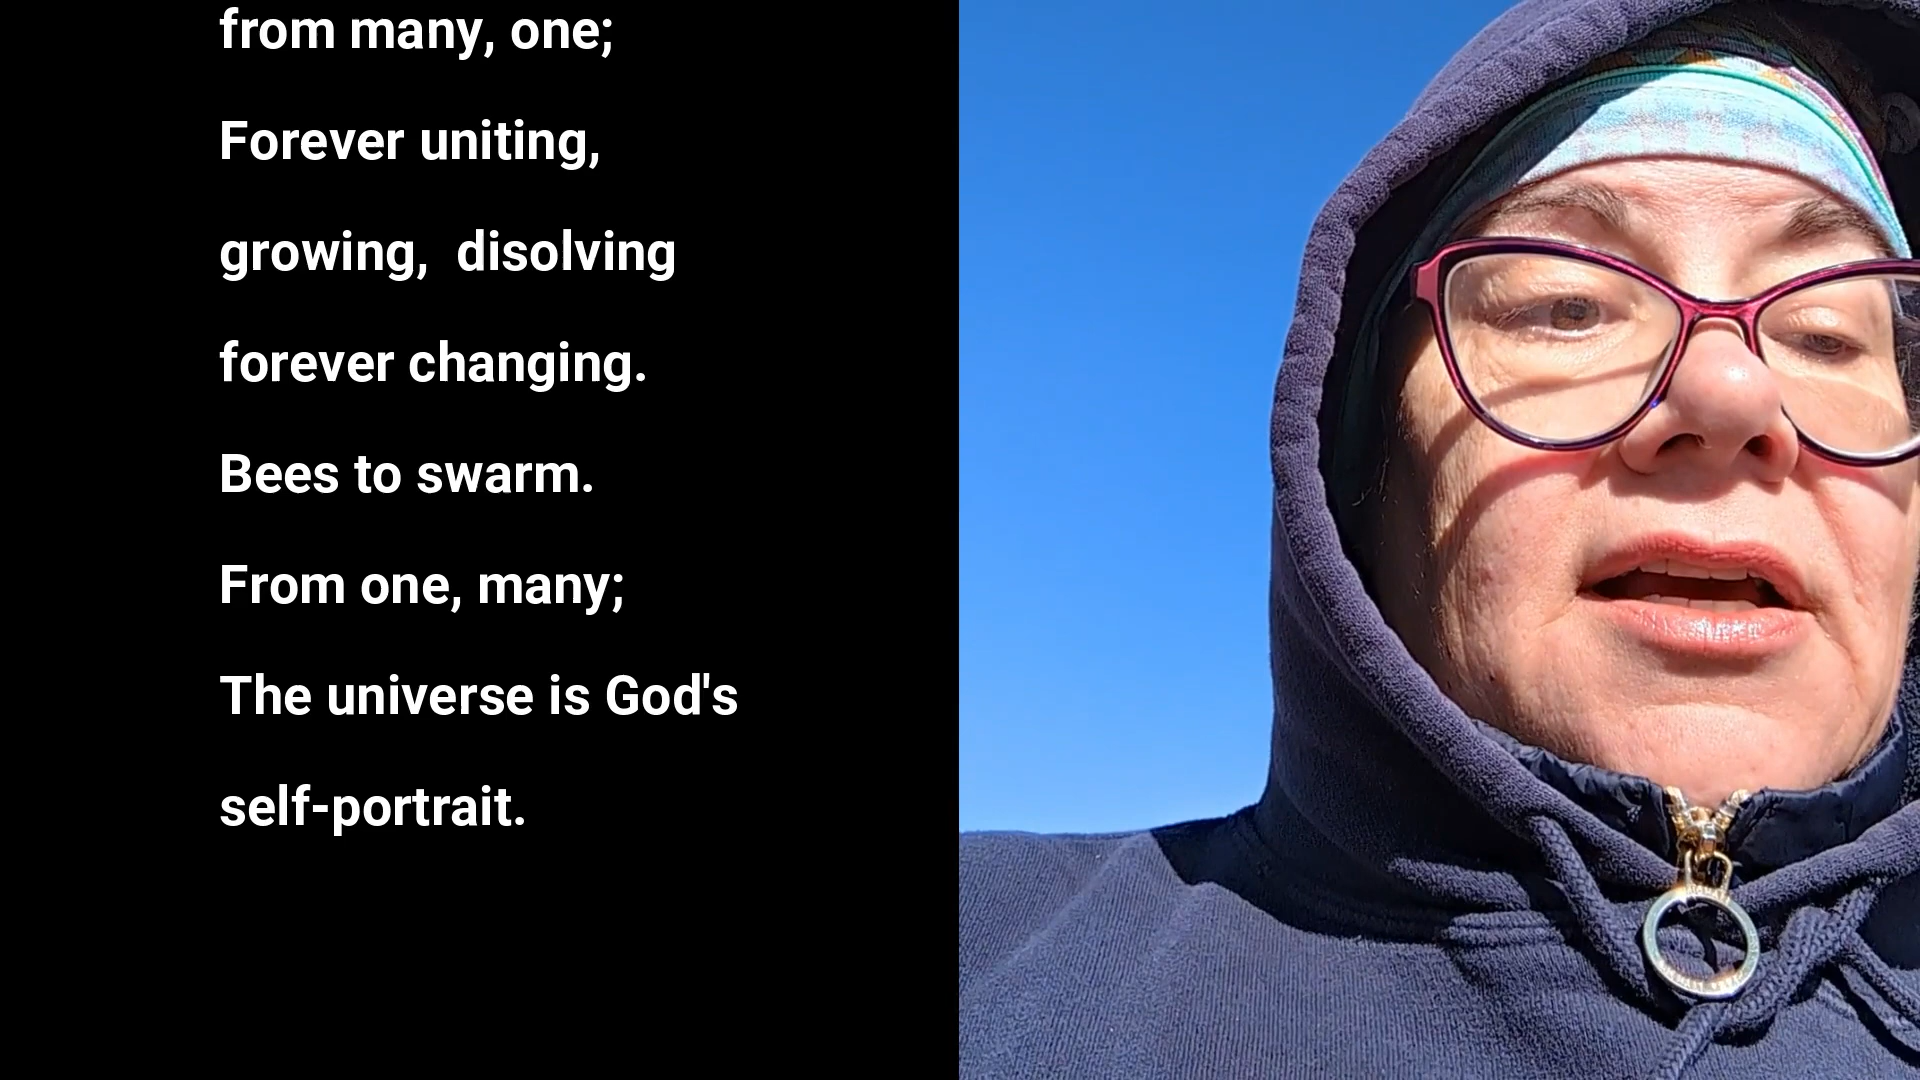 from many, one;
Forever uniting,
growing,  disolving
forever changing.
Bees to swarm.
From one, many;
The universe is God's
self-portrait.